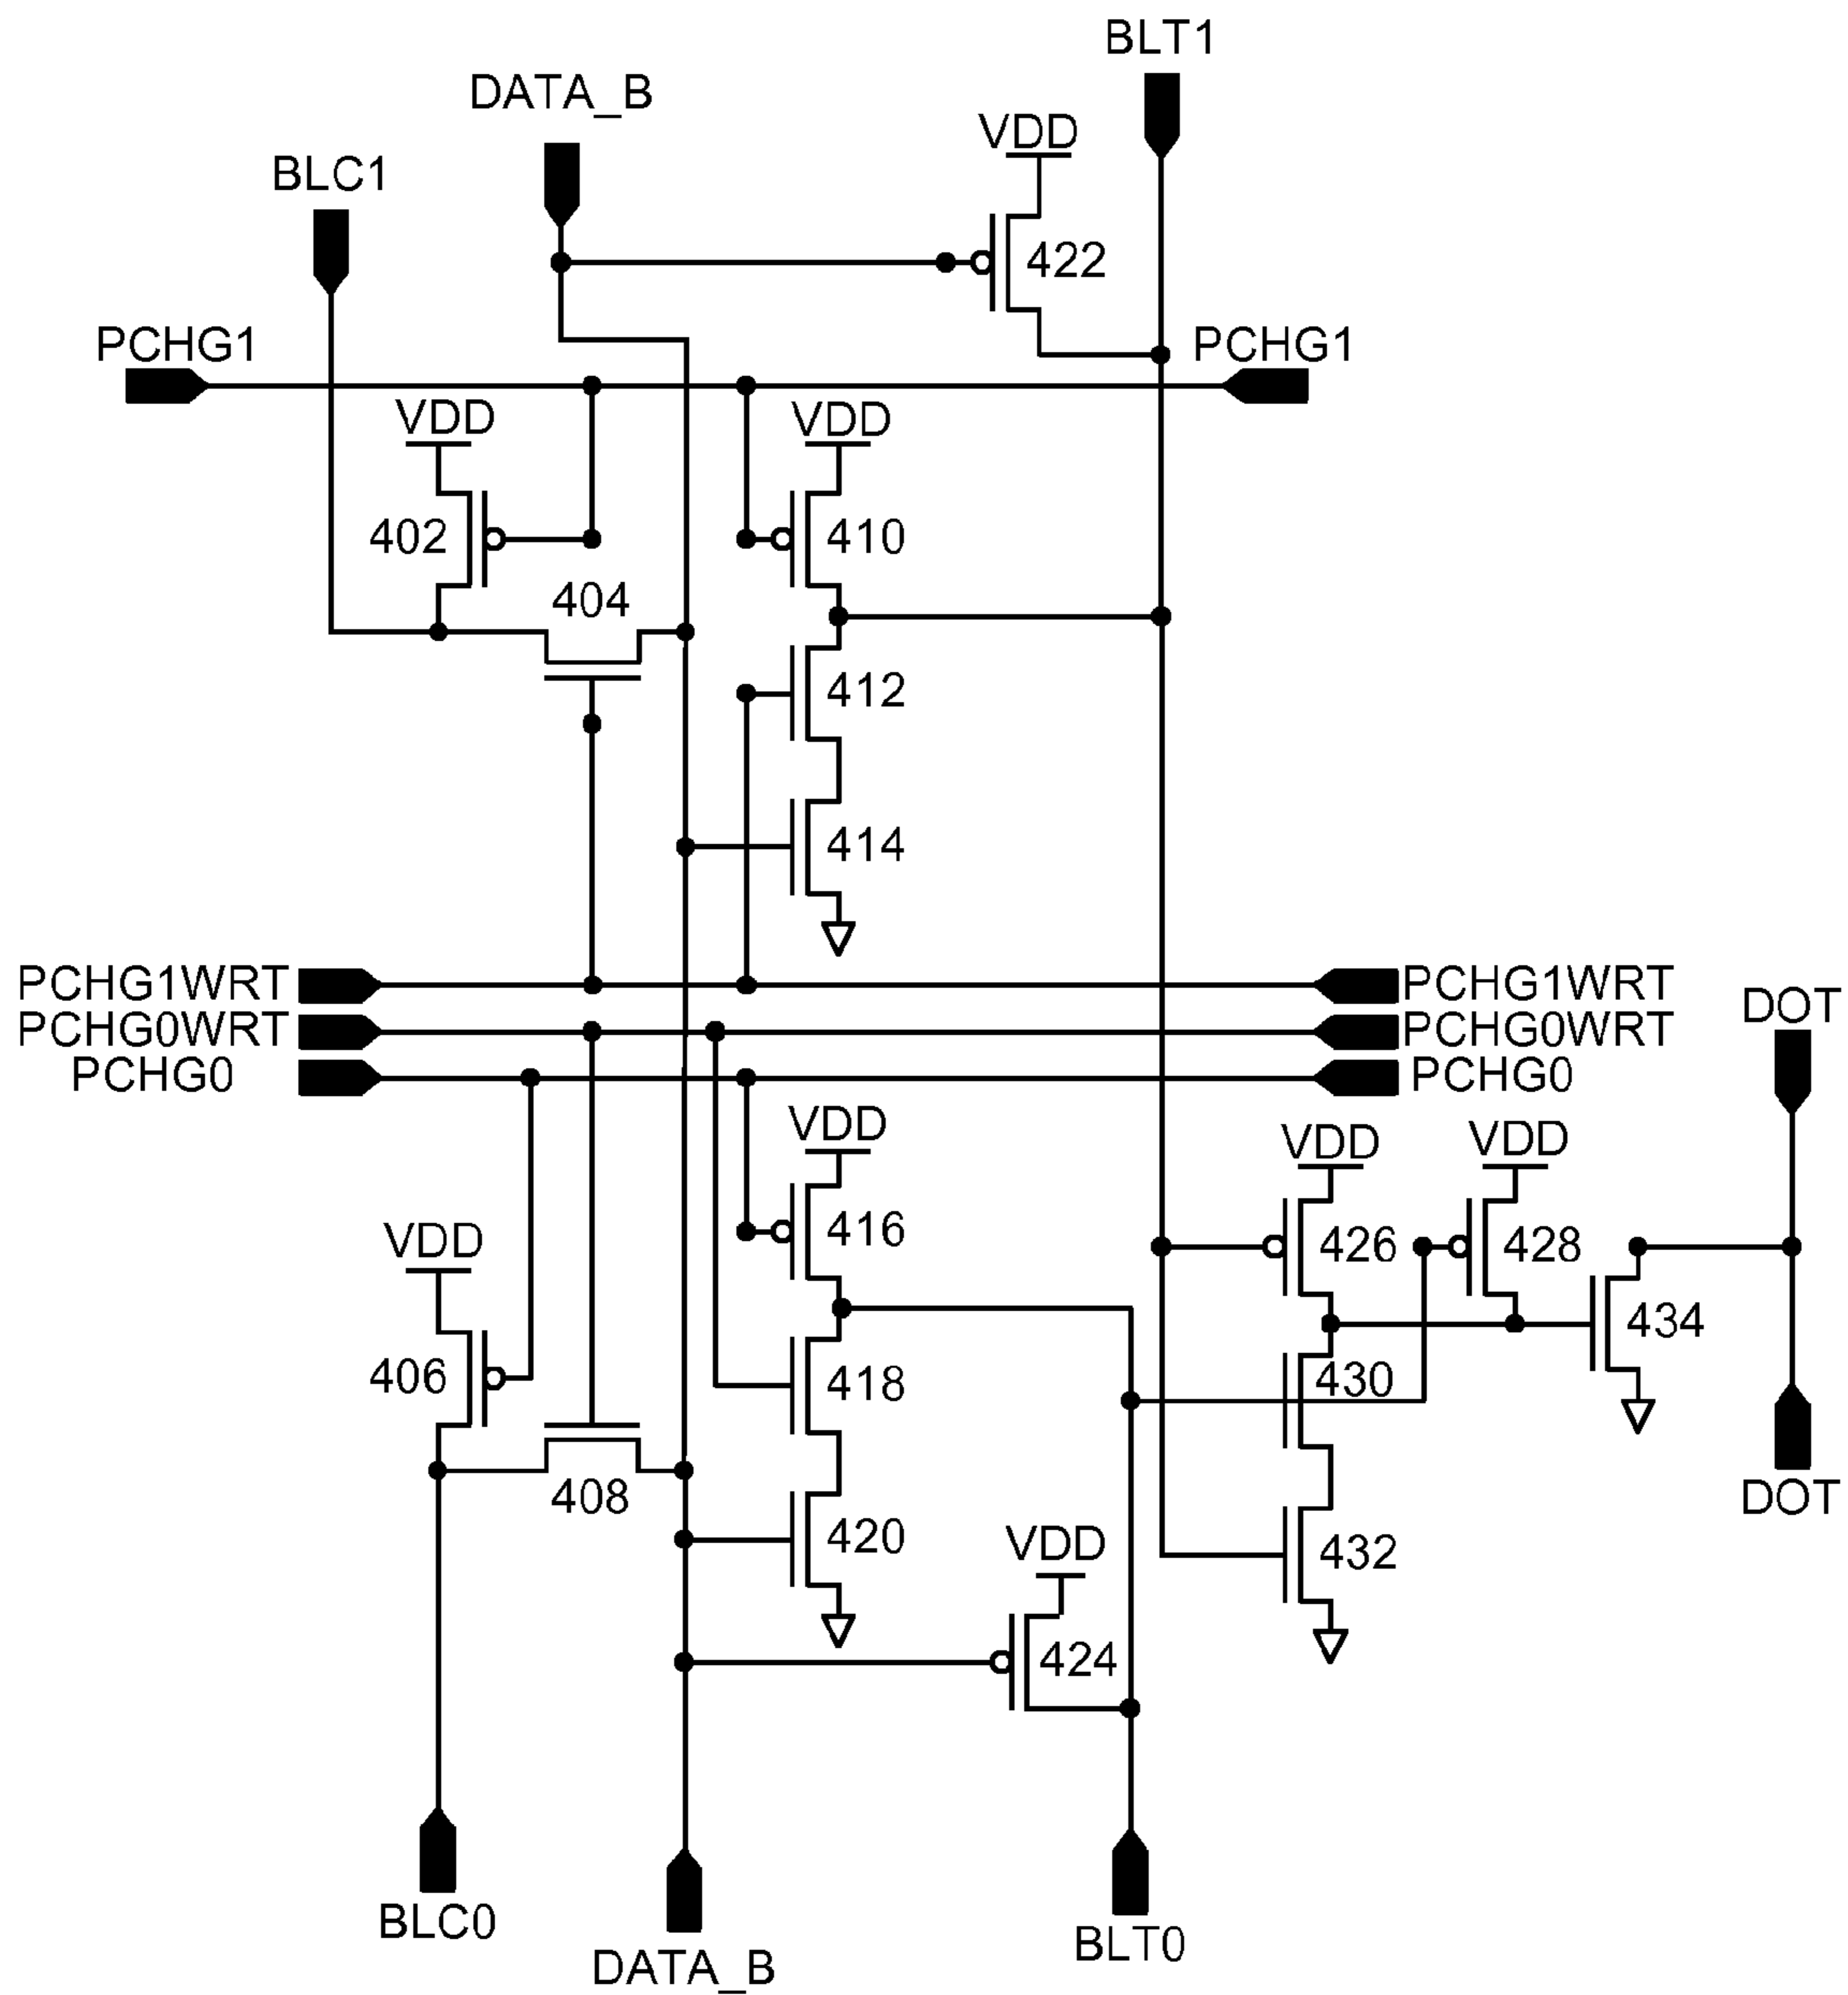 BLT1
DATA_B
VDD
BLC1
422
PCHG1
PCHG1
VDD
VDD
402
410
404
412
414
PCHG1WRT
PCHG1WRT
DOT
PCHG0WRT
PCHG0WRT
PCHG0
PCHG0
VDD
VDD
VDD
416
VDD
426
428
434
406
418
430
408
420
VDD
432
DOT
424
BLC0
BLT0
DATA_B